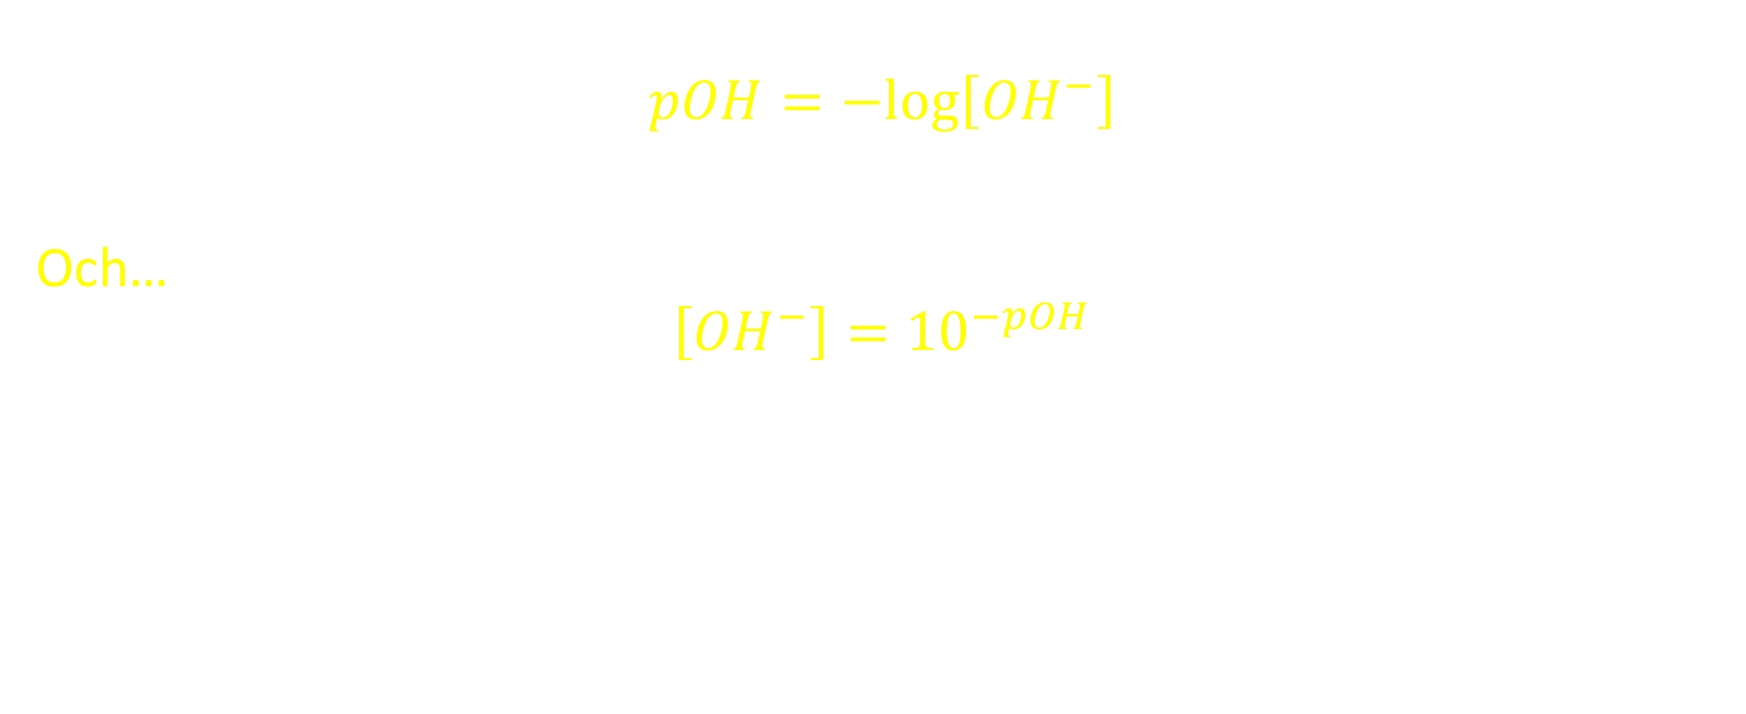 pOH = −log[OH⁻]
Och…
[OH⁻] = 10⁻ᵖᴼᴴ